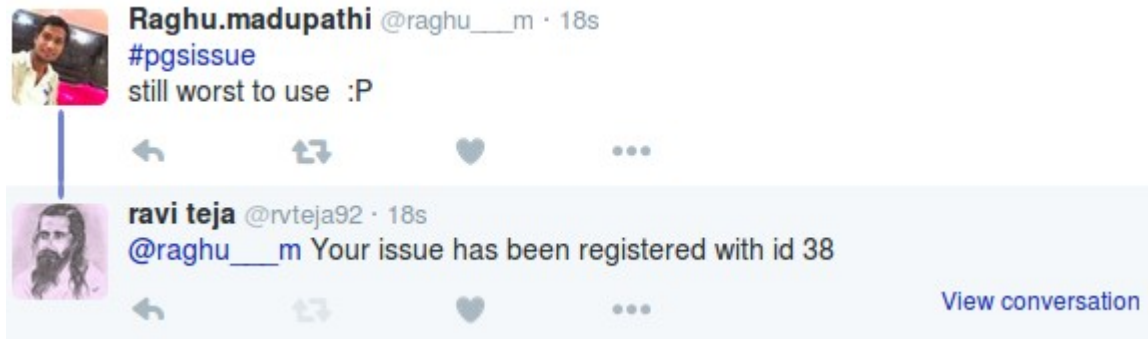 Raghu.madupathi @raghu___m · 18s
#pgsissue
still worst to use :P
ravi teja @rvteja92 · 18s
@raghu___m Your issue has been registered with id 38
View conversation